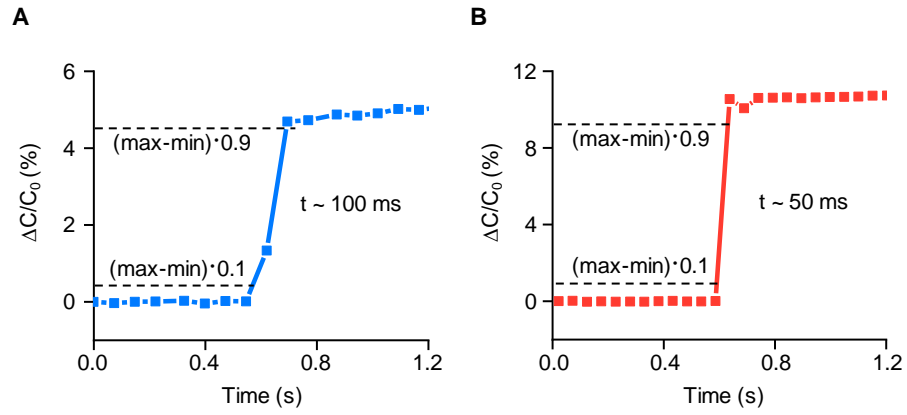 A
6
4
2
0
ΔC/C₀ (%)
(max-min)·0.9
t ~ 100 ms
(max-min)·0.1
0.0 0.4 0.8 1.2
Time (s)
B
12
8
4
0
ΔC/C₀ (%)
(max-min)·0.9
t ~ 50 ms
(max-min)·0.1
0.0 0.4 0.8 1.2
Time (s)